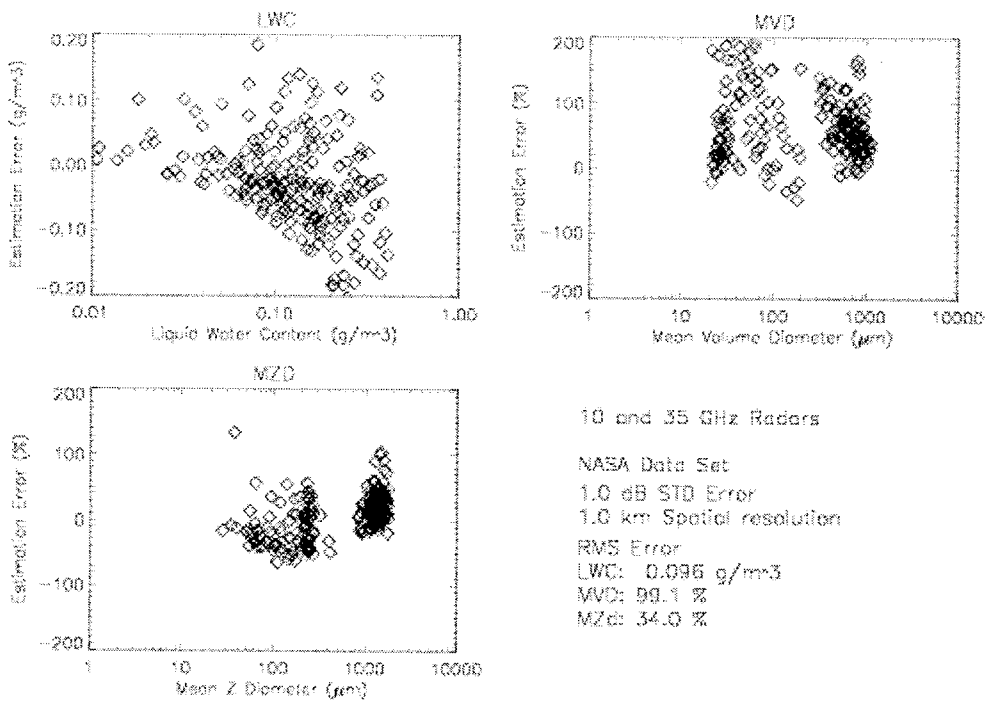 LWC
0.20
0.10
0.00
-0.10
-0.20
Estimation Error (g/m^3)
0.01
0.10
1.00
Liquid Water Content (g/m^3)
MVD
200
100
0
-100
-200
Estimation Error (%)
1
10
100
1000
10000
Mean Volume Diameter (μm)
MZD
200
100
0
-100
-200
Estimation Error (%)
1
10
100
1000
10000
Mean Z Diameter (μm)
10 and 35 GHz Radars
NASA Data Set
1.0 dB STD Error
1.0 km Spatial resolution
RMS Error
LWC: 0.096 g/m^3
MVD: 99.1 %
MZd: 34.0 %